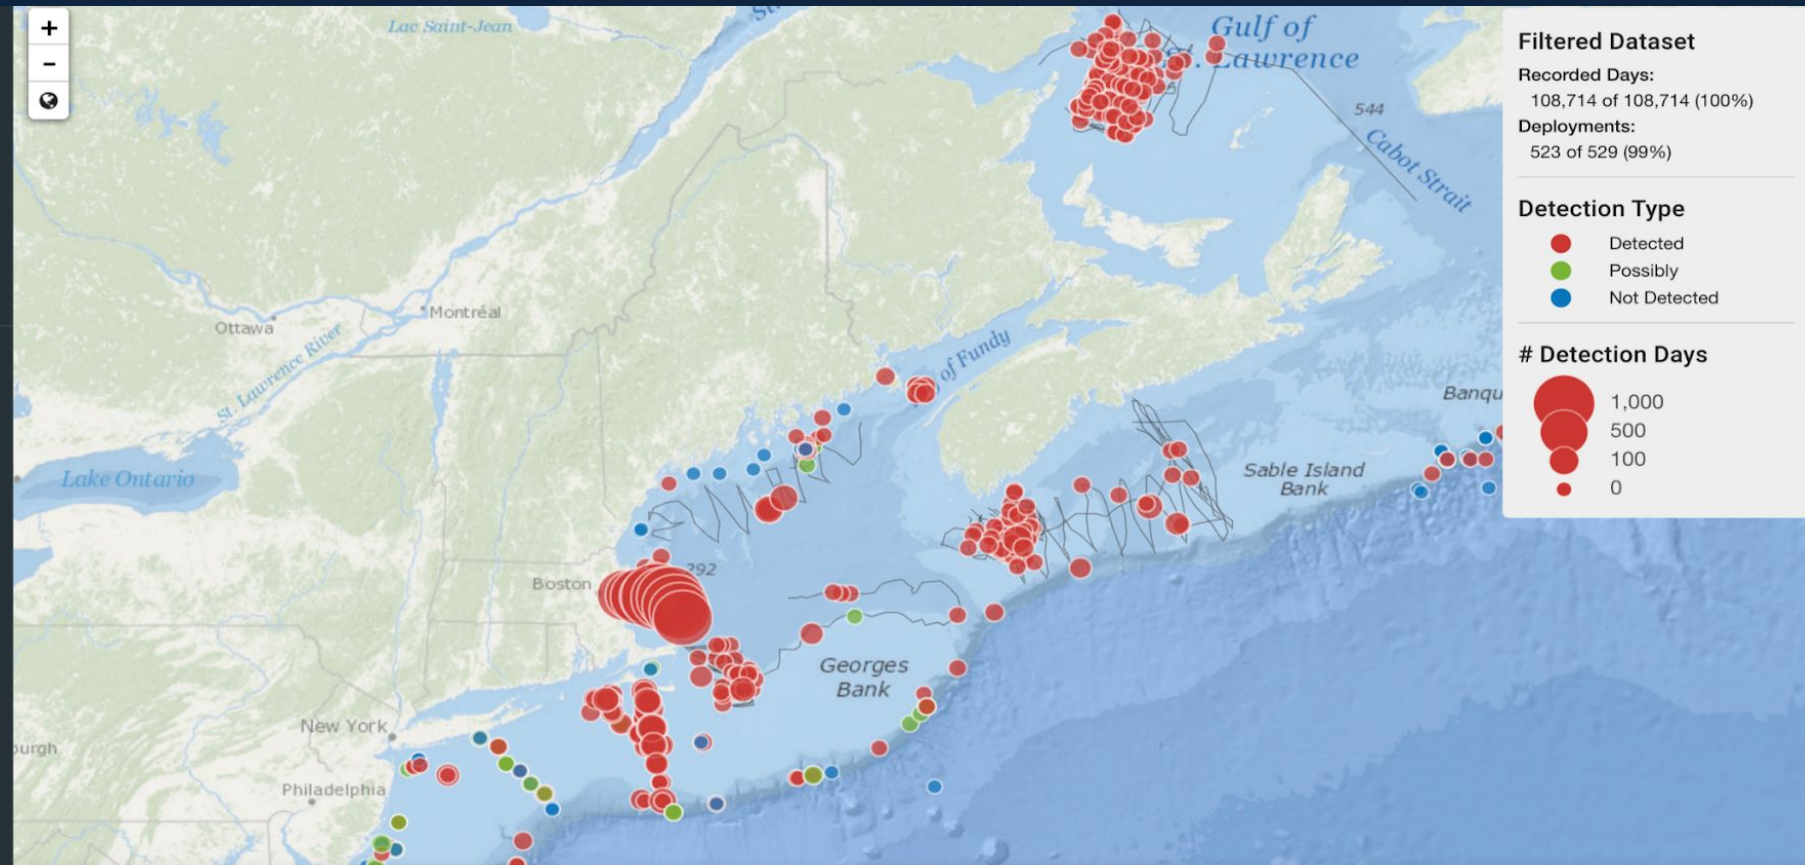 +
−
Lac Saint-Jean
St.
Gulf of
St. Lawrence
544
Cabot Strait
Ottawa
Montréal
St. Lawrence River
of Fundy
Lake Ontario
Banqu
Sable Island
Bank
Boston
292
Georges
Bank
New York
burgh
Philadelphia
Filtered Dataset
Recorded Days:
108,714 of 108,714 (100%)
Deployments:
523 of 529 (99%)
Detection Type
Detected
Possibly
Not Detected
# Detection Days
1,000
500
100
0